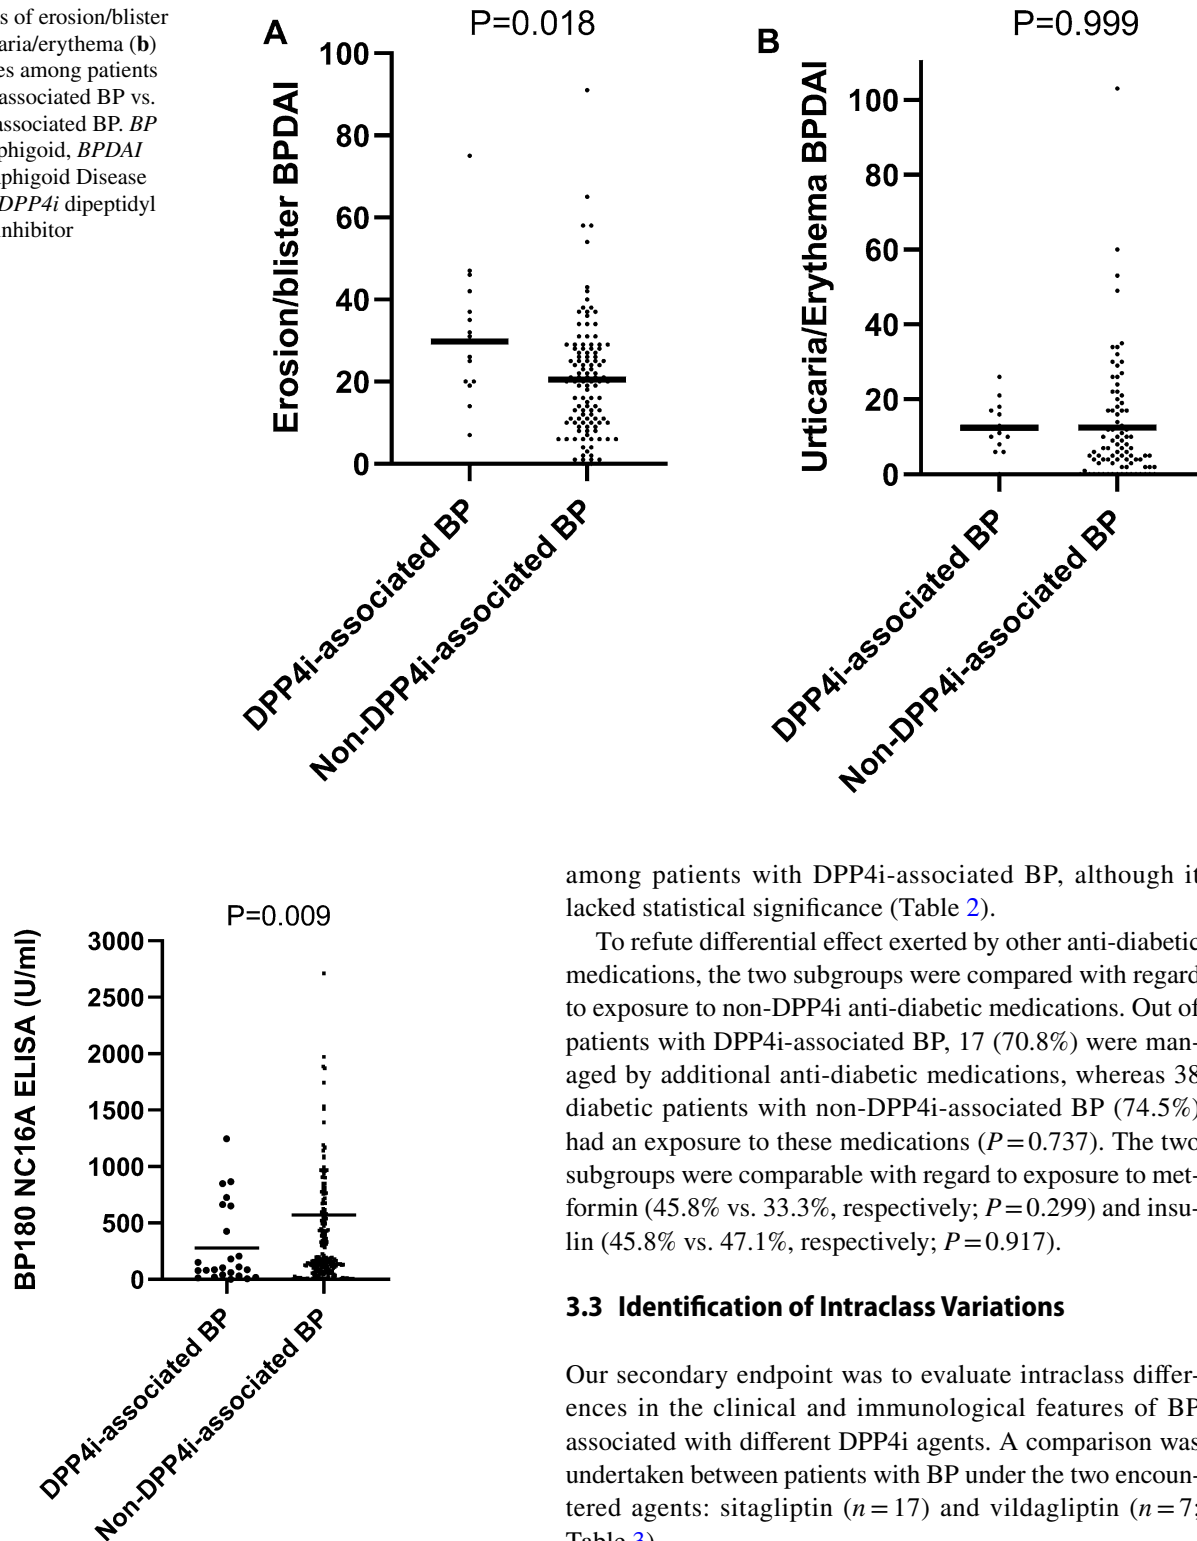 s of erosion/blister
aria/erythema (b)
es among patients
associated BP vs.
associated BP. BP
phigoid, BPDAI
phigoid Disease
DPP4i dipeptidyl
nhibitor
A
P=0.018
Erosion/blister BPDAI
100
80
60
40
20
0
DPP4i-associated BP
Non-DPP4i-associated BP
B
P=0.999
Urticaria/Erythema BPDAI
100
80
60
40
20
0
DPP4i-associated BP
Non-DPP4i-associated BP
P=0.009
BP180 NC16A ELISA (U/ml)
3000
2500
2000
1500
1000
500
0
DPP4i-associated BP
Non-DPP4i-associated BP
among patients with DPP4i-associated BP, although it
lacked statistical significance (Table 2).
To refute differential effect exerted by other anti-diabetic
medications, the two subgroups were compared with regard
to exposure to non-DPP4i anti-diabetic medications. Out of
patients with DPP4i-associated BP, 17 (70.8%) were man-
aged by additional anti-diabetic medications, whereas 38
diabetic patients with non-DPP4i-associated BP (74.5%)
had an exposure to these medications (P = 0.737). The two
subgroups were comparable with regard to exposure to met-
formin (45.8% vs. 33.3%, respectively; P = 0.299) and insu-
lin (45.8% vs. 47.1%, respectively; P = 0.917).
3.3 Identification of Intraclass Variations
Our secondary endpoint was to evaluate intraclass differ-
ences in the clinical and immunological features of BP
associated with different DPP4i agents. A comparison was
undertaken between patients with BP under the two encoun-
tered agents: sitagliptin (n = 17) and vildagliptin (n = 7;
Table 3)